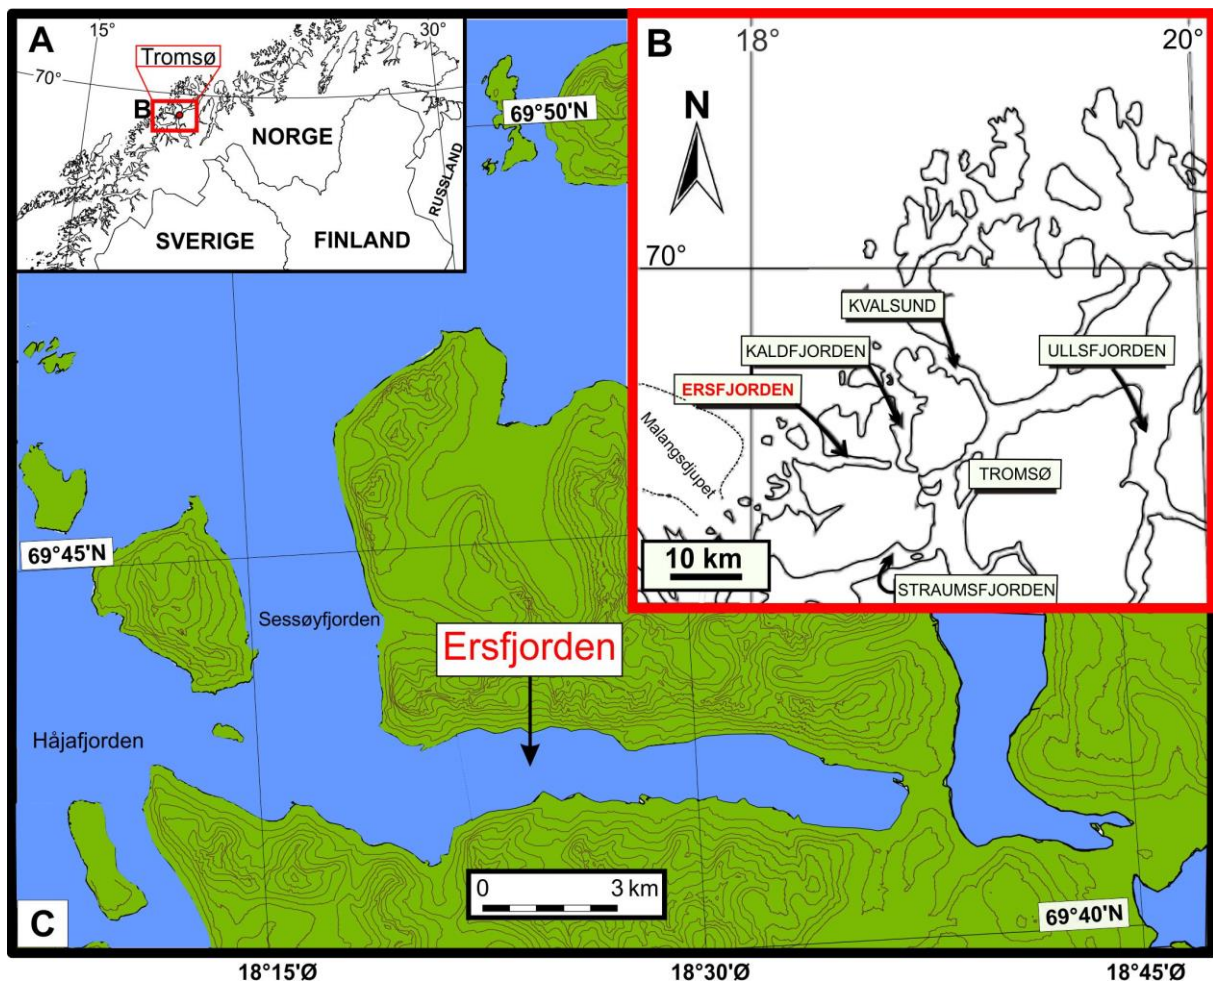 A
15°
30°
Tromsø
70°
B
NORGE
RUSSLAND
SVERIGE
FINLAND
69°50'N
B
18°
20°
N
70°
KVALSUND
KALDFJORDEN
ULLSFJORDEN
ERSFJORDEN
Malangsdjupet
TROMSØ
10 km
STRAUMSFJORDEN
69°45'N
Sessøyfjorden
Ersfjorden
Håjafjorden
0 3 km
C
69°40'N
18°15'Ø
18°30'Ø
18°45'Ø